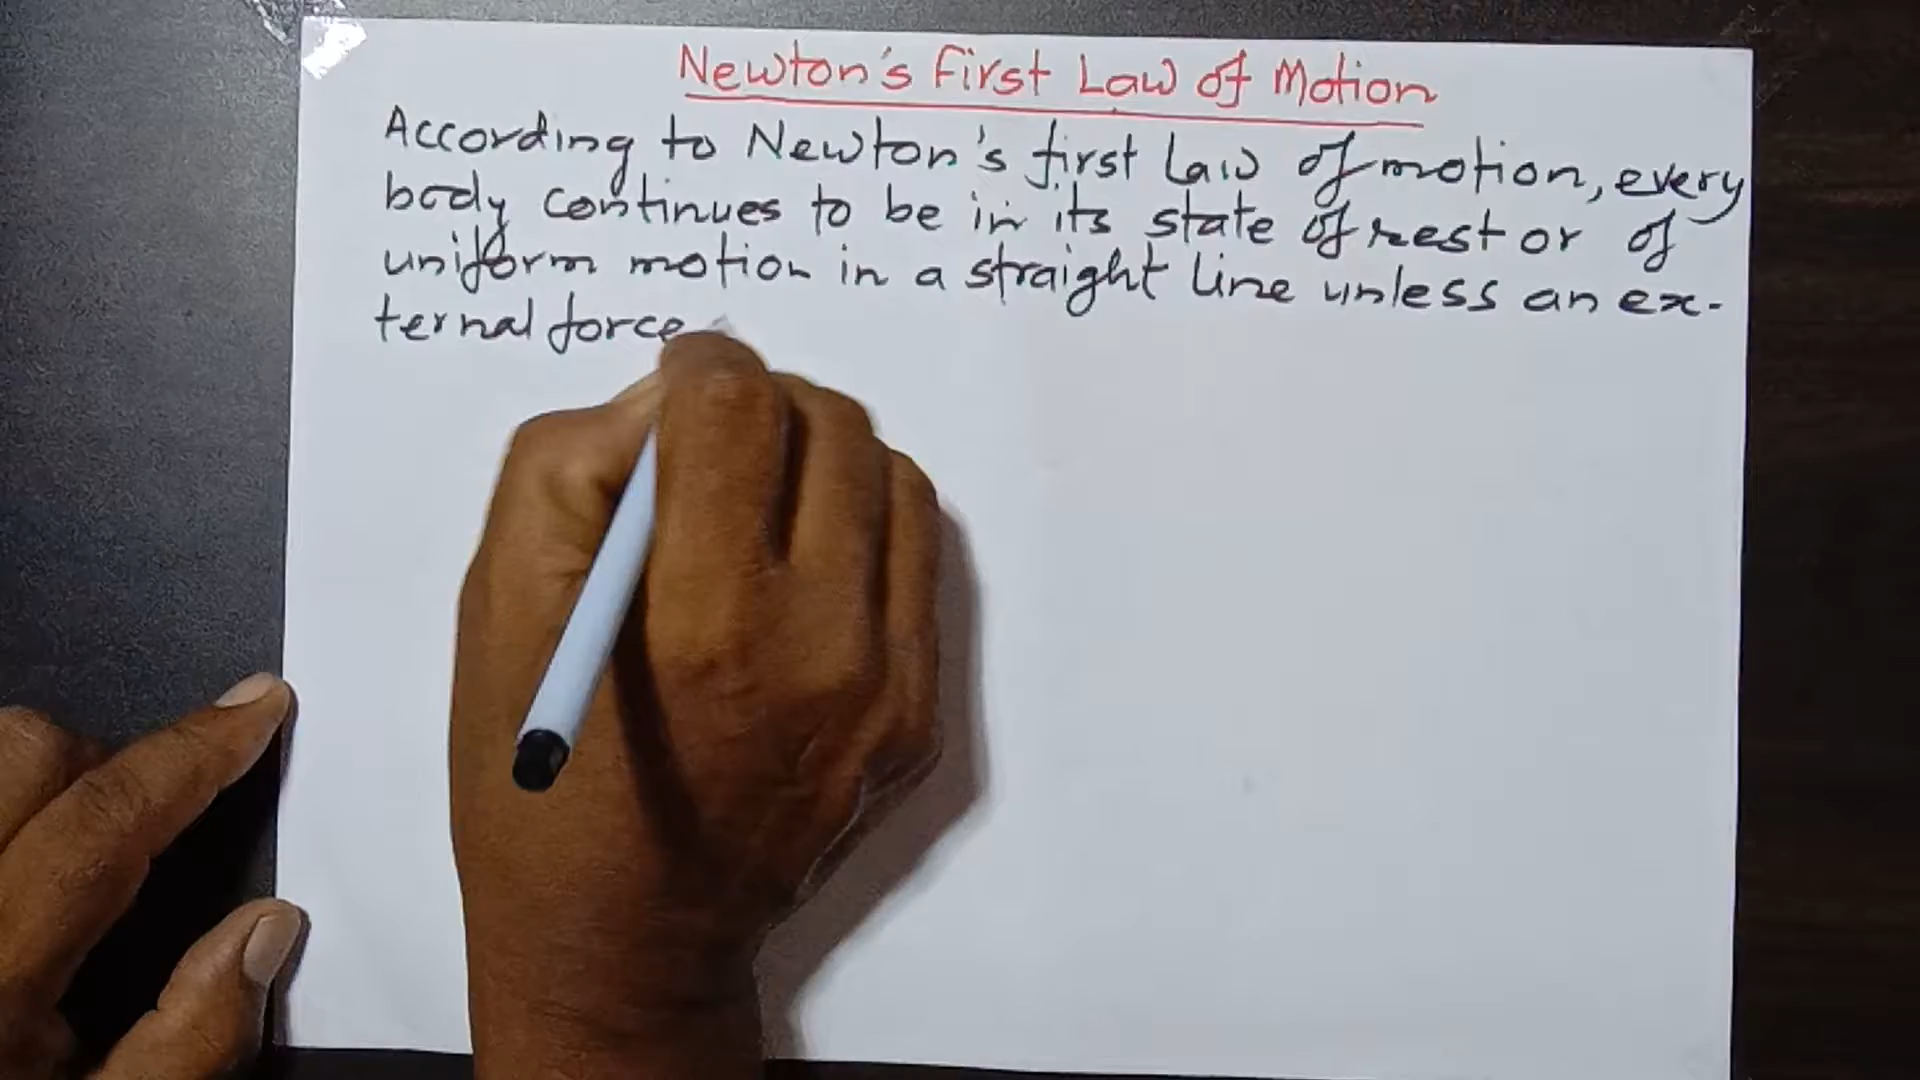 Newton's First Law of Motion
According to Newton's first law of motion, every
body continues to be in its state of rest or of
uniform motion in a straight line unless an ex-
ternal force